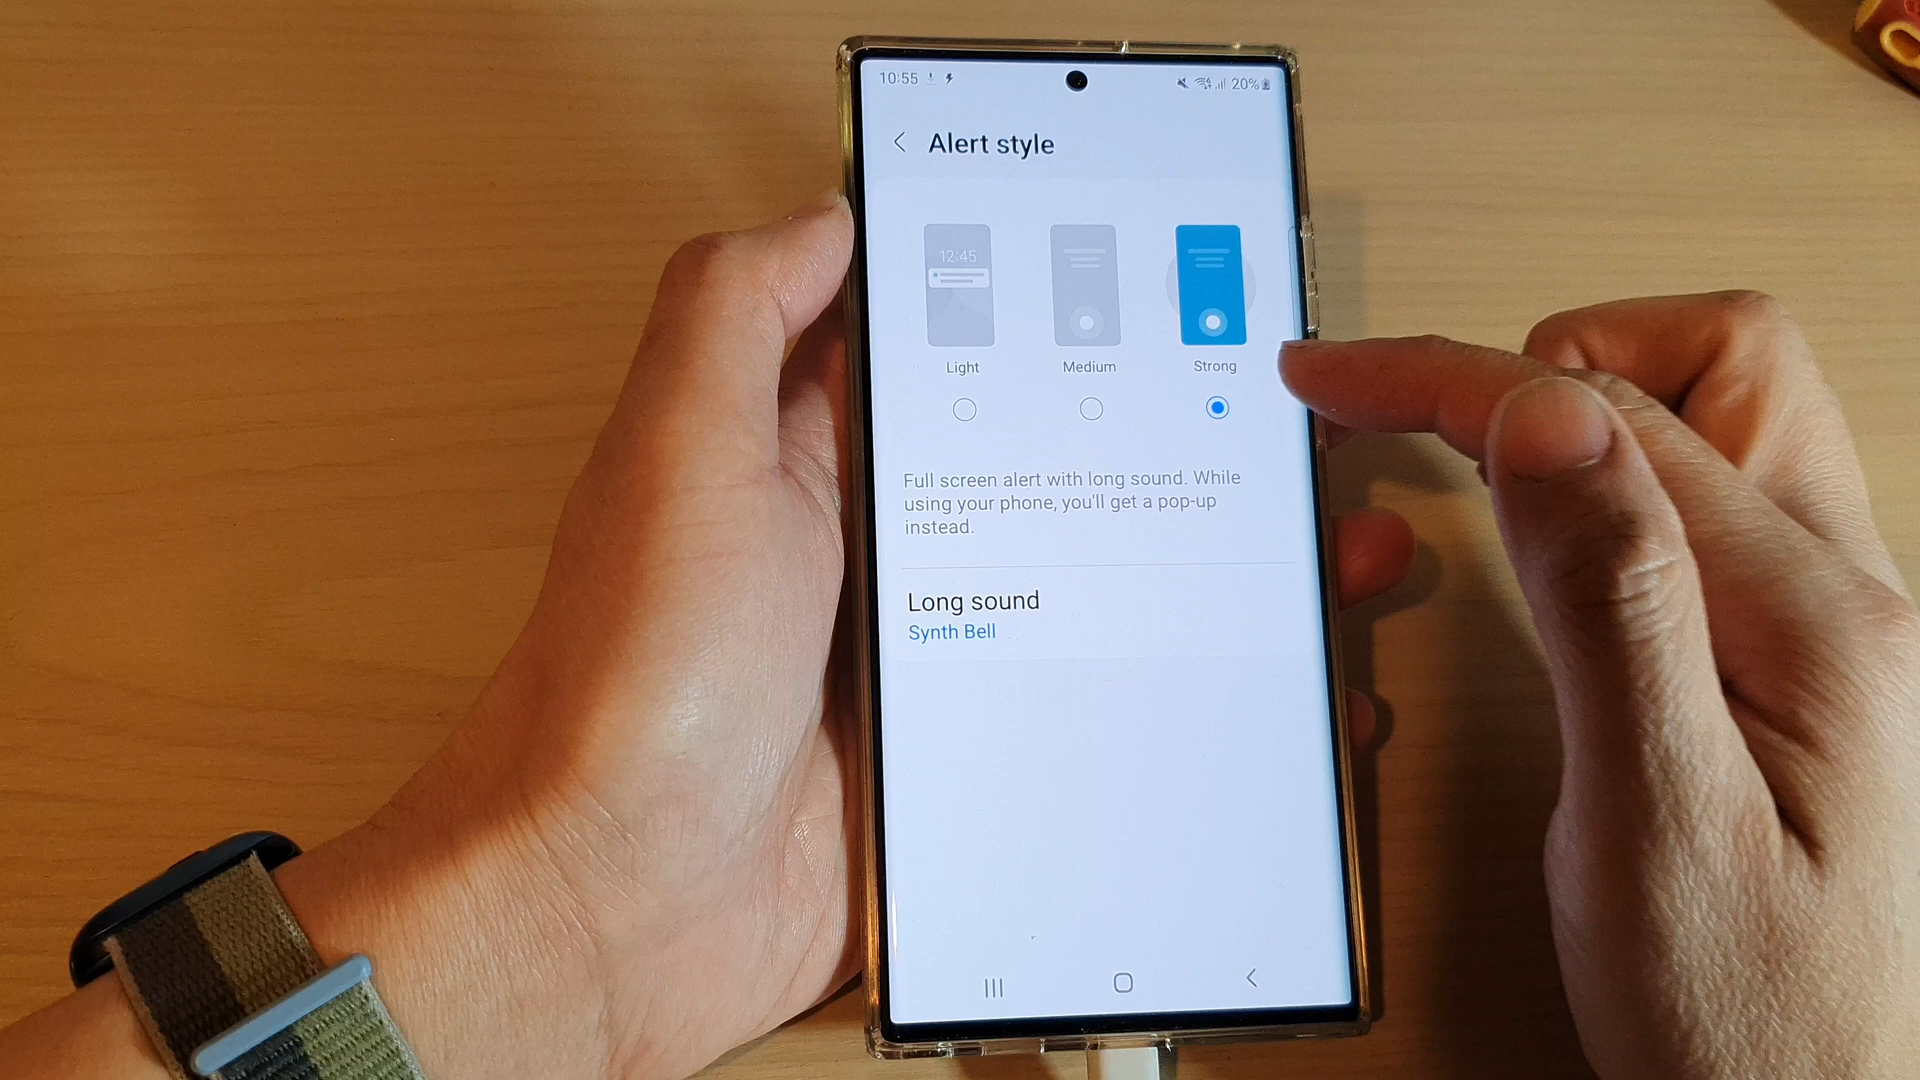 10:55
20%
Alert style
12:45
Light
Medium
Strong
Full screen alert with long sound. While
using your phone, you'll get a pop-up
instead.
Long sound
Synth Bell